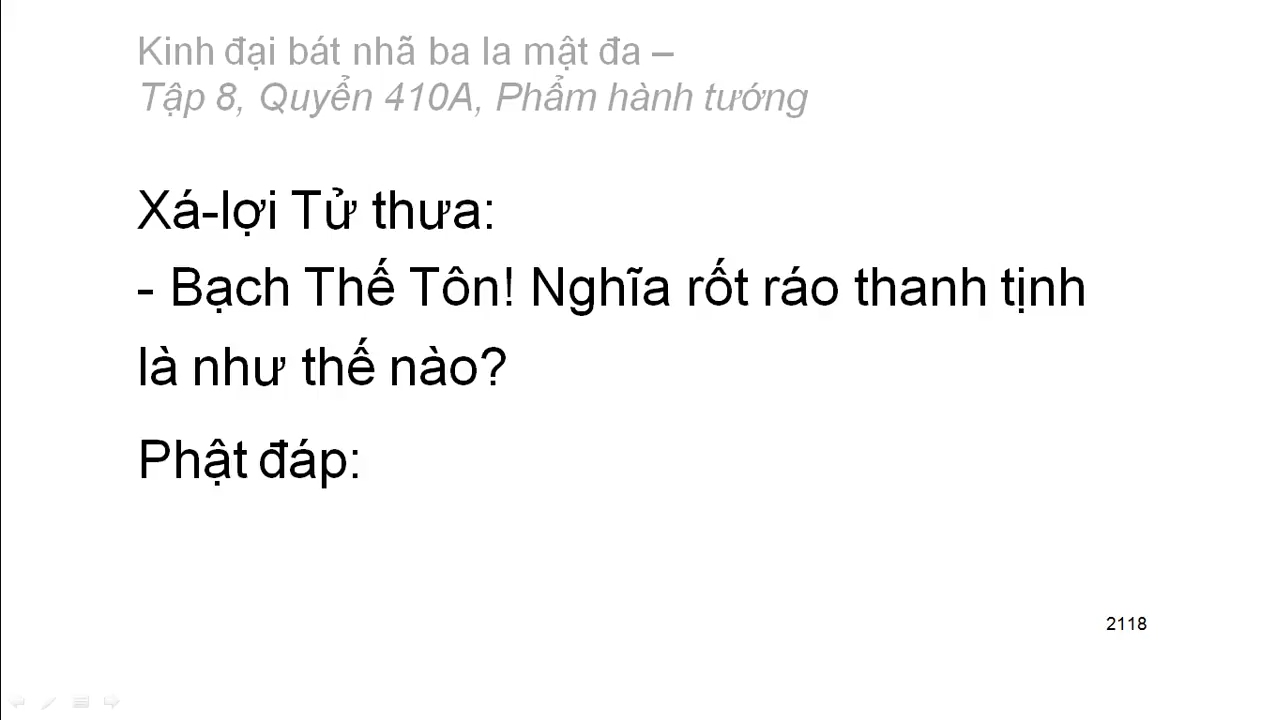 Kinh đại bát nhã ba la mật đa –
Tập 8, Quyển 410A, Phẩm hành tướng
Xá-lợi Tử thưa:
- Bạch Thế Tôn! Nghĩa rốt ráo thanh tịnh
là như thế nào?
Phật đáp:
2118